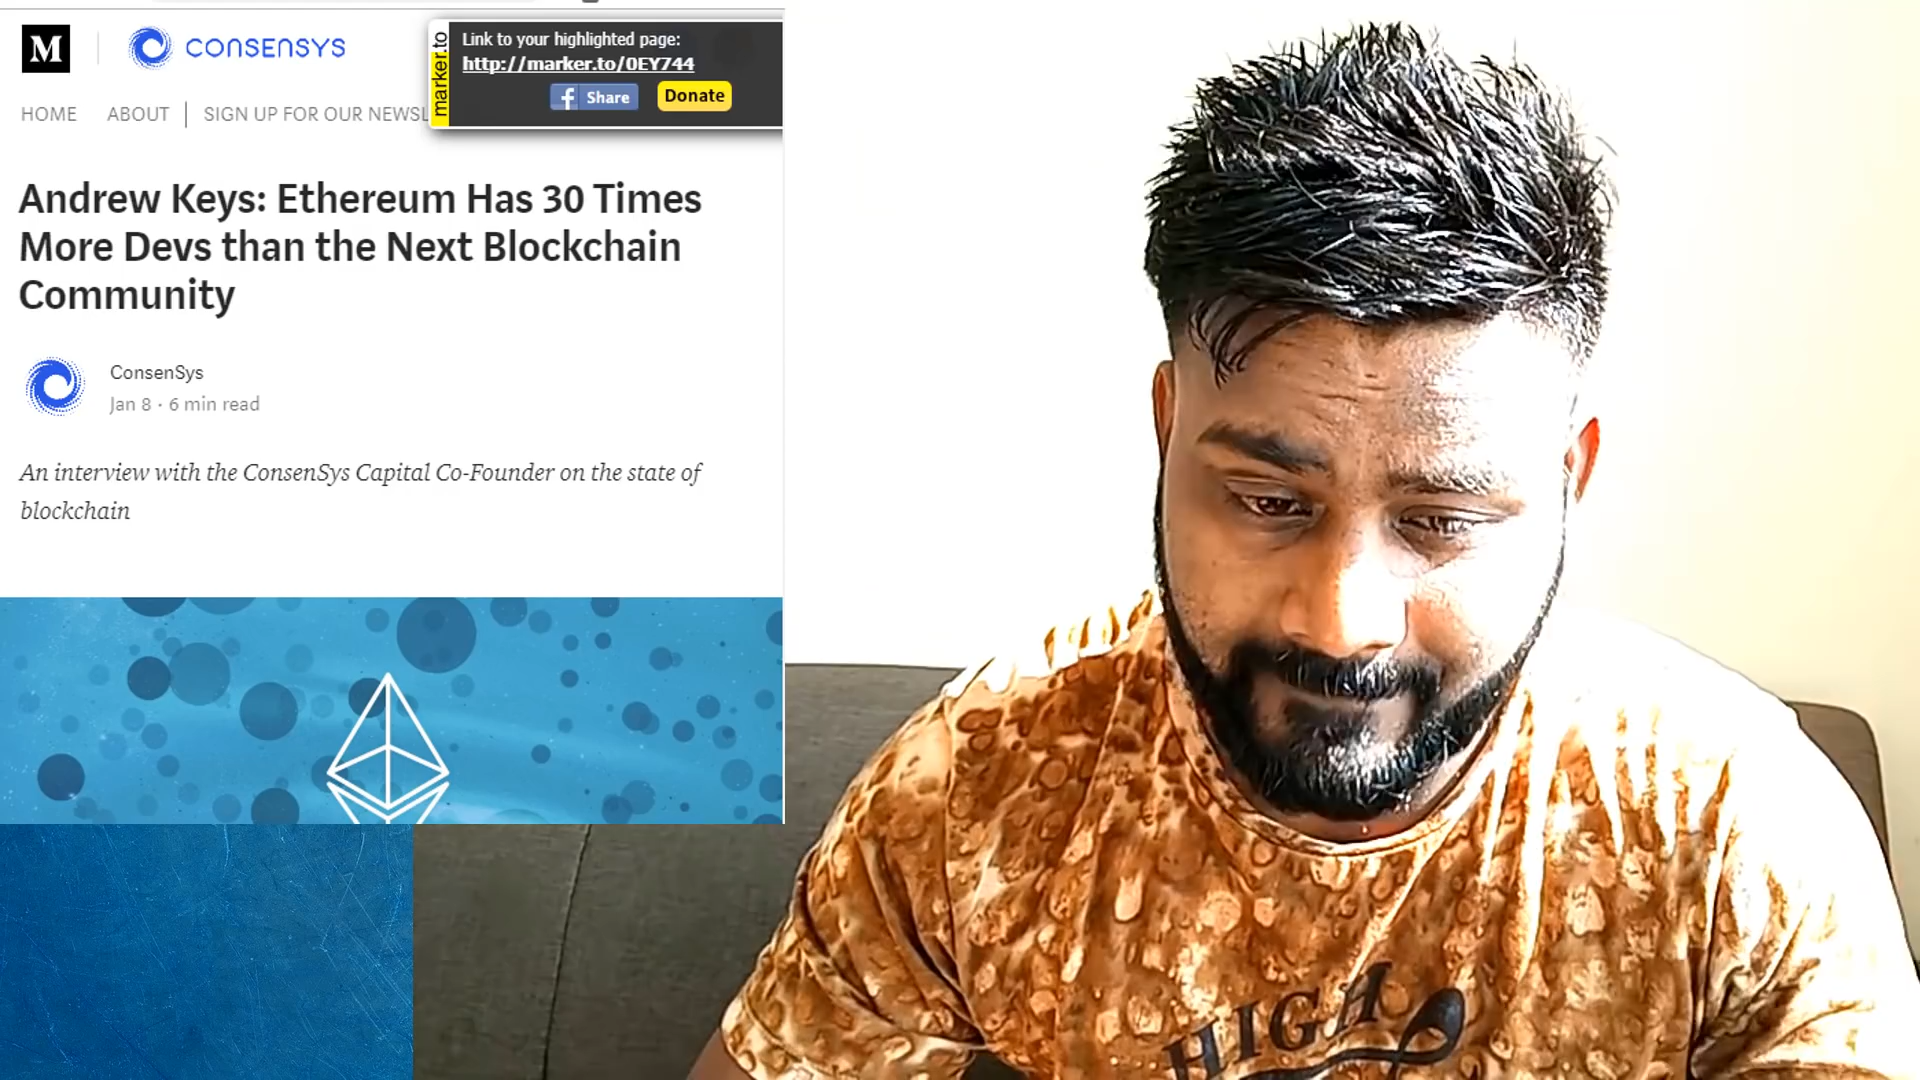 M
CONSENSYS
HOME ABOUT SIGN UP FOR OUR NEWSL
marker.to
Link to your highlighted page:
http://marker.to/0EY744
f Share
Donate
Andrew Keys: Ethereum Has 30 Times
More Devs than the Next Blockchain
Community
ConsenSys
Jan 8 · 6 min read
An interview with the ConsenSys Capital Co-Founder on the state of
blockchain
HIGH